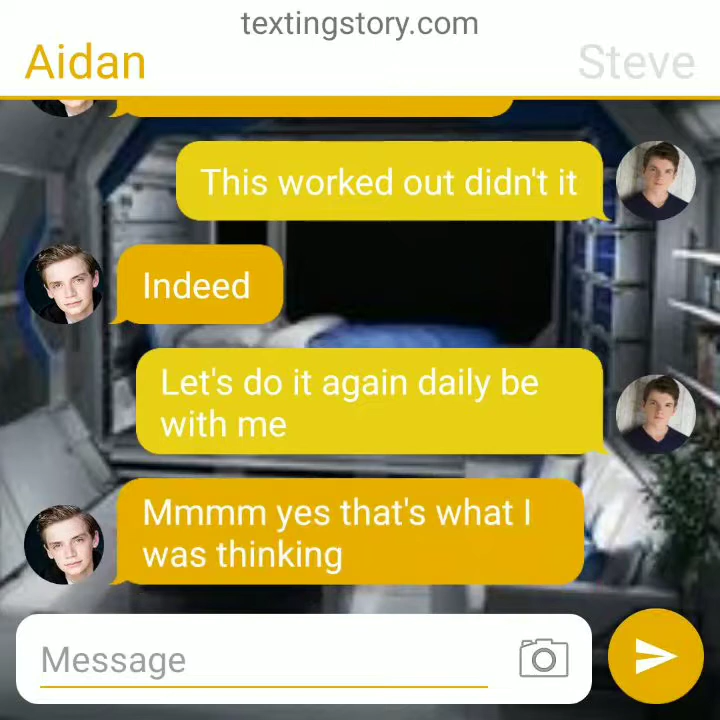 textingstory.com
Aidan
Steve
This worked out didn't it
Indeed
Let's do it again daily be
with me
Mmmm yes that's what I
was thinking
Message